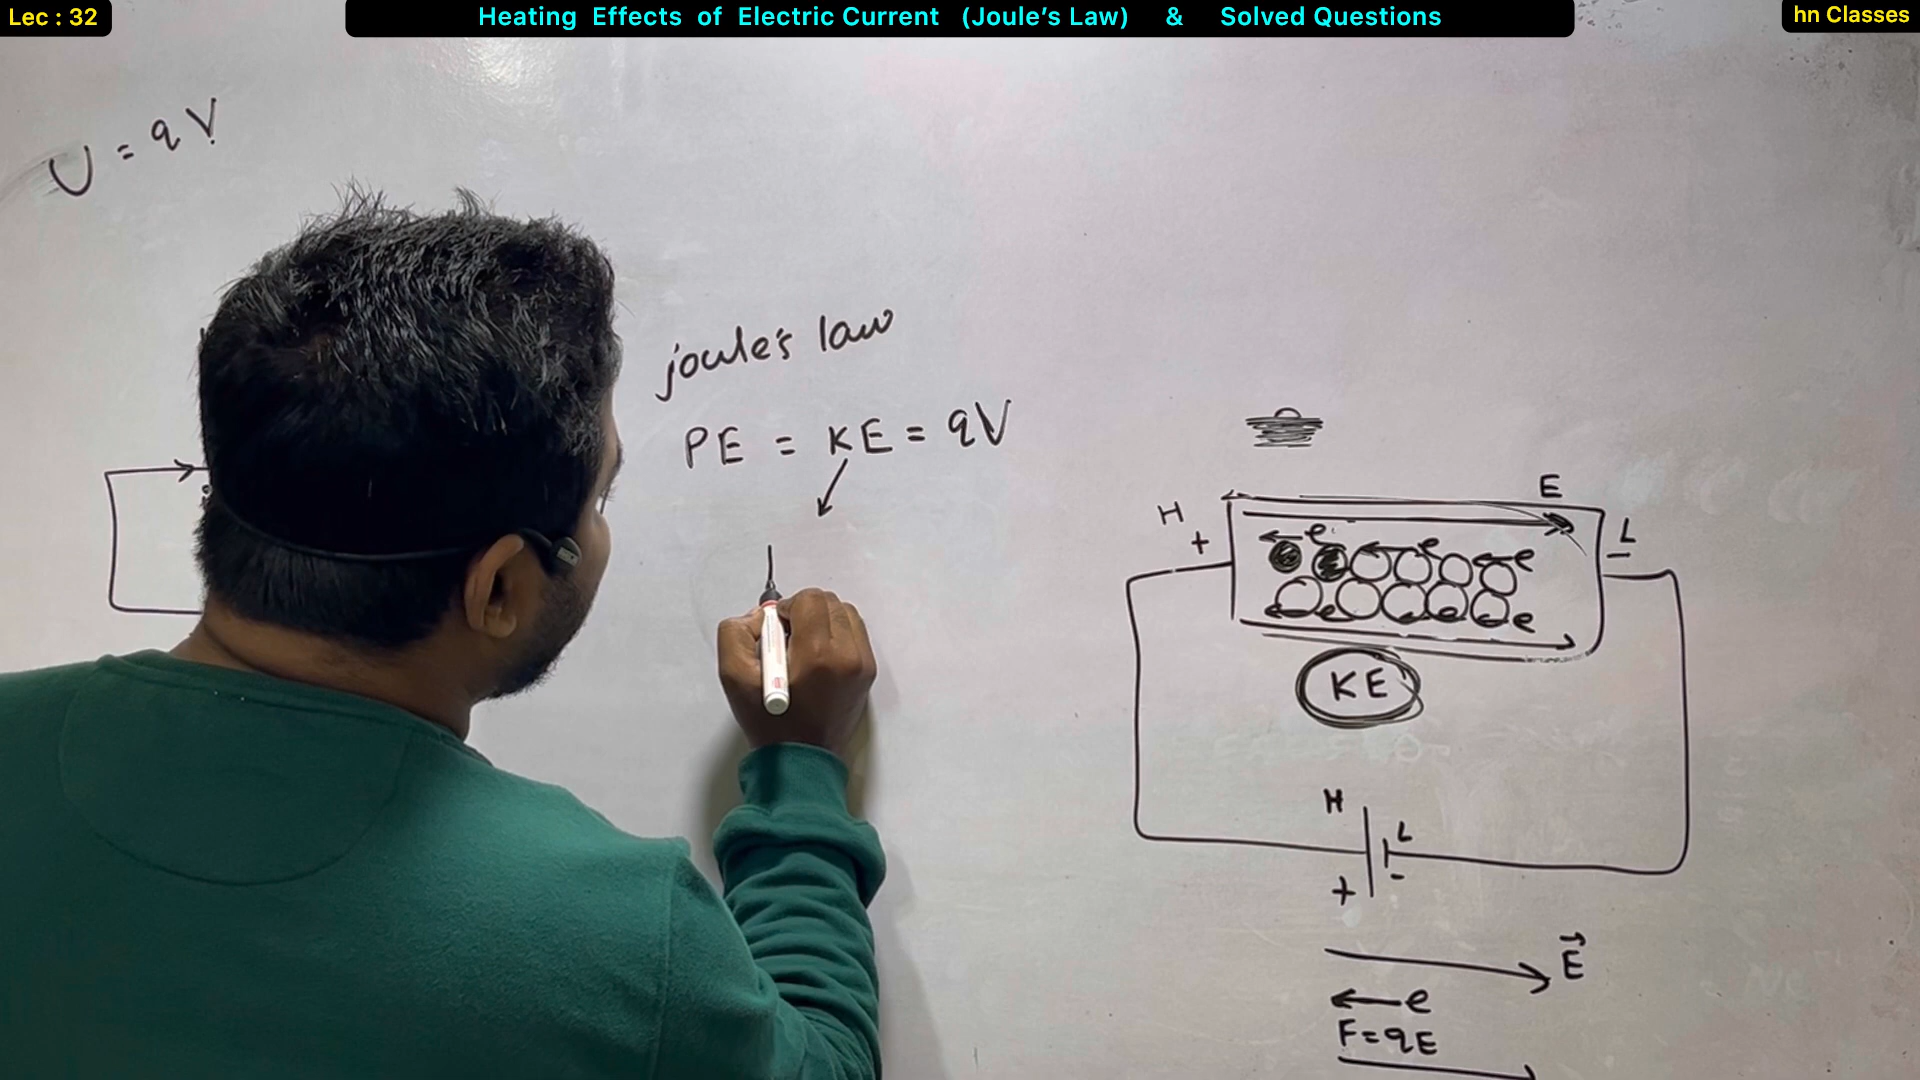 Lec : 32
Heating Effects of Electric Current (Joule's Law) & Solved Questions
hn Classes
U = qV
joule's law
PE = KE = qV
E
H
+
L
−
e
e
e
e
e
e
e
KE
H
L
+
-
E
e
F=qE